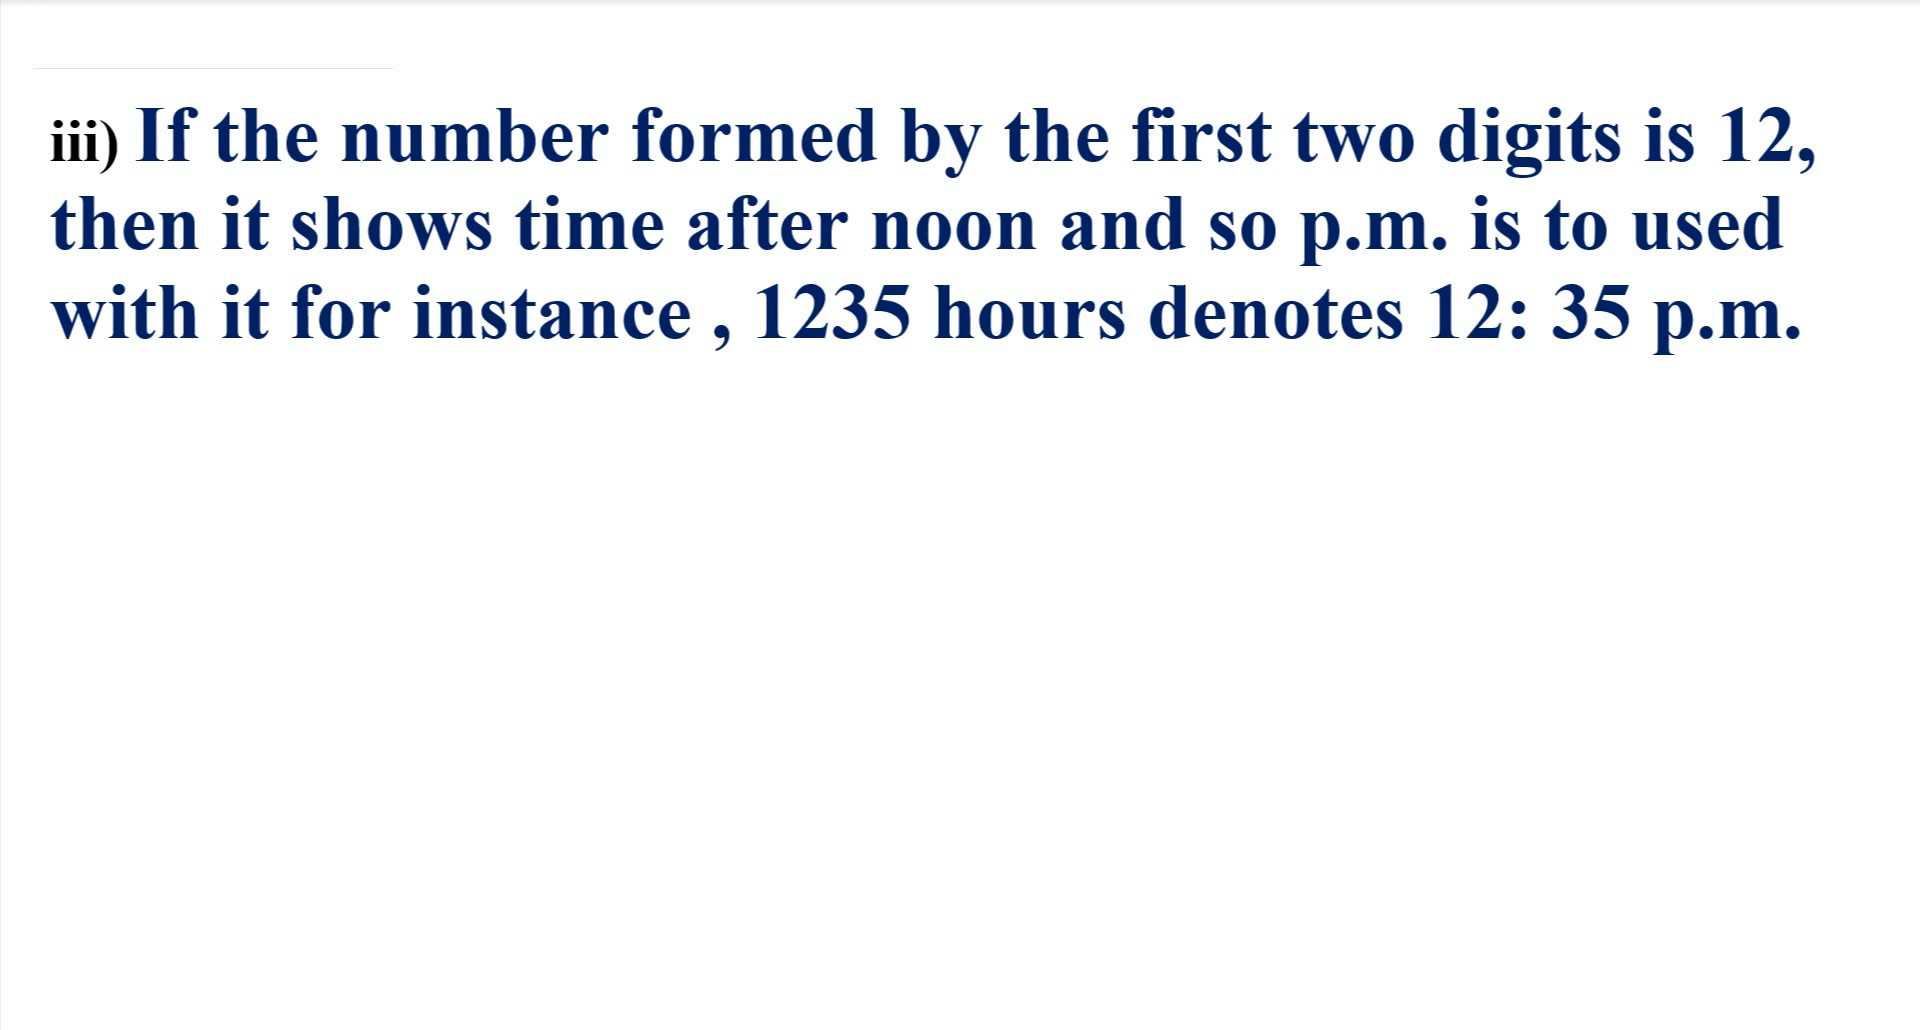 iii) If the number formed by the first two digits is 12,
then it shows time after noon and so p.m. is to used
with it for instance , 1235 hours denotes 12: 35 p.m.